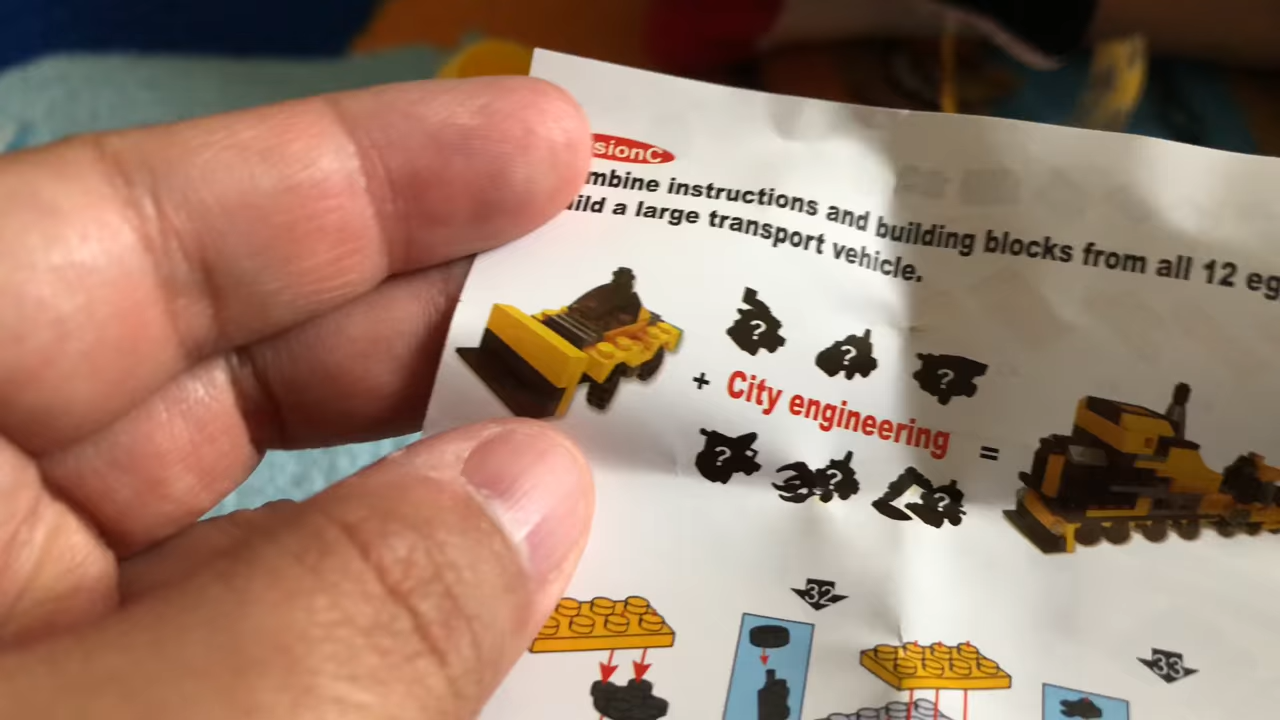 sionC
mbine instructions and building blocks from all 12 eg
ild a large transport vehicle.
? ? ?
+ City engineering =
? ? ?
32
33